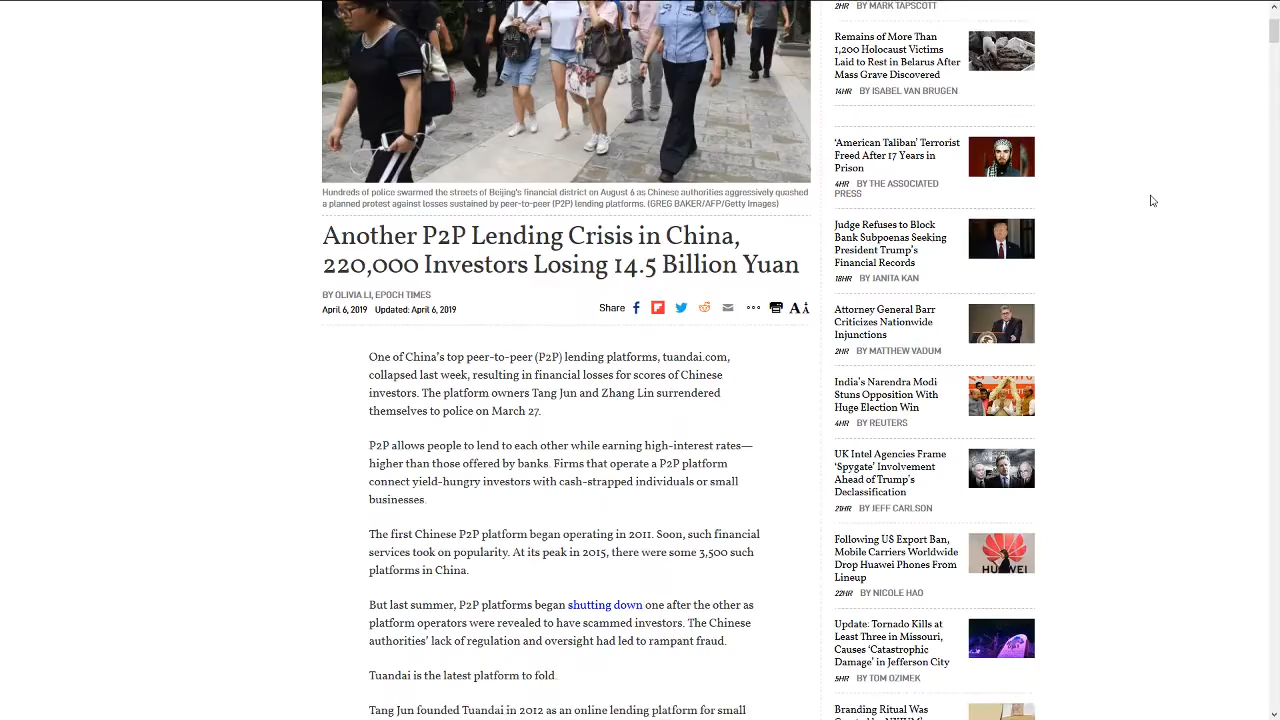 Hundreds of police swarmed the streets of Beijing's financial district on August 6 as Chinese authorities aggressively quashed
a planned protest against losses sustained by peer-to-peer (P2P) lending platforms. (GREG BAKER/AFP/Getty Images)
Another P2P Lending Crisis in China,
220,000 Investors Losing 14.5 Billion Yuan
BY OLIVIA LI, EPOCH TIMES
April 6, 2019 Updated: April 6, 2019
Share
A A
One of China's top peer-to-peer (P2P) lending platforms, tuandai.com,
collapsed last week, resulting in financial losses for scores of Chinese
investors. The platform owners Tang Jun and Zhang Lin surrendered
themselves to police on March 27.
P2P allows people to lend to each other while earning high-interest rates—
higher than those offered by banks. Firms that operate a P2P platform
connect yield-hungry investors with cash-strapped individuals or small
businesses.
The first Chinese P2P platform began operating in 2011. Soon, such financial
services took on popularity. At its peak in 2015, there were some 3,500 such
platforms in China.
But last summer, P2P platforms began shutting down one after the other as
platform operators were revealed to have scammed investors. The Chinese
authorities' lack of regulation and oversight had led to rampant fraud.
Tuandai is the latest platform to fold.
Tang Jun founded Tuandai in 2012 as an online lending platform for small
2HR BY MARK TAPSCOTT
Remains of More Than
1,200 Holocaust Victims
Laid to Rest in Belarus After
Mass Grave Discovered
14HR BY ISABEL VAN BRUGEN
'American Taliban' Terrorist
Freed After 17 Years in
Prison
4HR BY THE ASSOCIATED
PRESS
Judge Refuses to Block
Bank Subpoenas Seeking
President Trump's
Financial Records
18HR BY JANITA KAN
Attorney General Barr
Criticizes Nationwide
Injunctions
2HR BY MATTHEW VADUM
India's Narendra Modi
Stuns Opposition With
Huge Election Win
4HR BY REUTERS
UK Intel Agencies Frame
'Spygate' Involvement
Ahead of Trump's
Declassification
21HR BY JEFF CARLSON
Following US Export Ban,
Mobile Carriers Worldwide
Drop Huawei Phones From
Lineup
22HR BY NICOLE HAO
HUAWEI
Update: Tornado Kills at
Least Three in Missouri,
Causes 'Catastrophic
Damage' in Jefferson City
5HR BY TOM OZIMEK
Branding Ritual Was